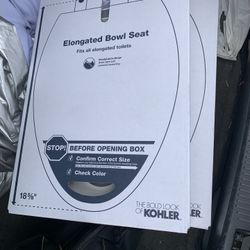 Elongated Bowl Seat
Fits all elongated toilets
STOP!
BEFORE OPENING BOX
Confirm Correct Size
Check Color
18⅝"
THE BOLD LOOK
OF KOHLER®